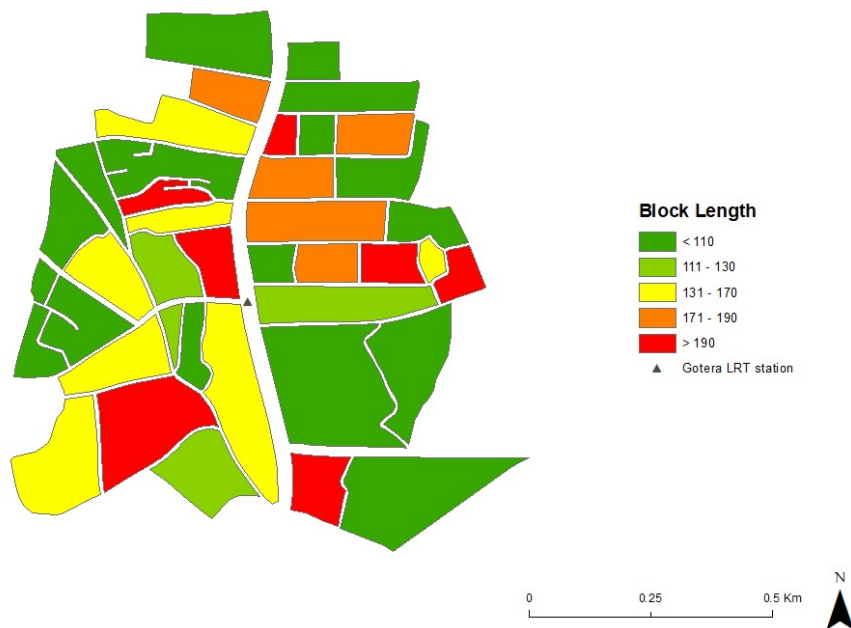 Block Length
< 110
111 - 130
131 - 170
171 - 190
> 190
Gotera LRT station
N
0 0.25 0.5 Km